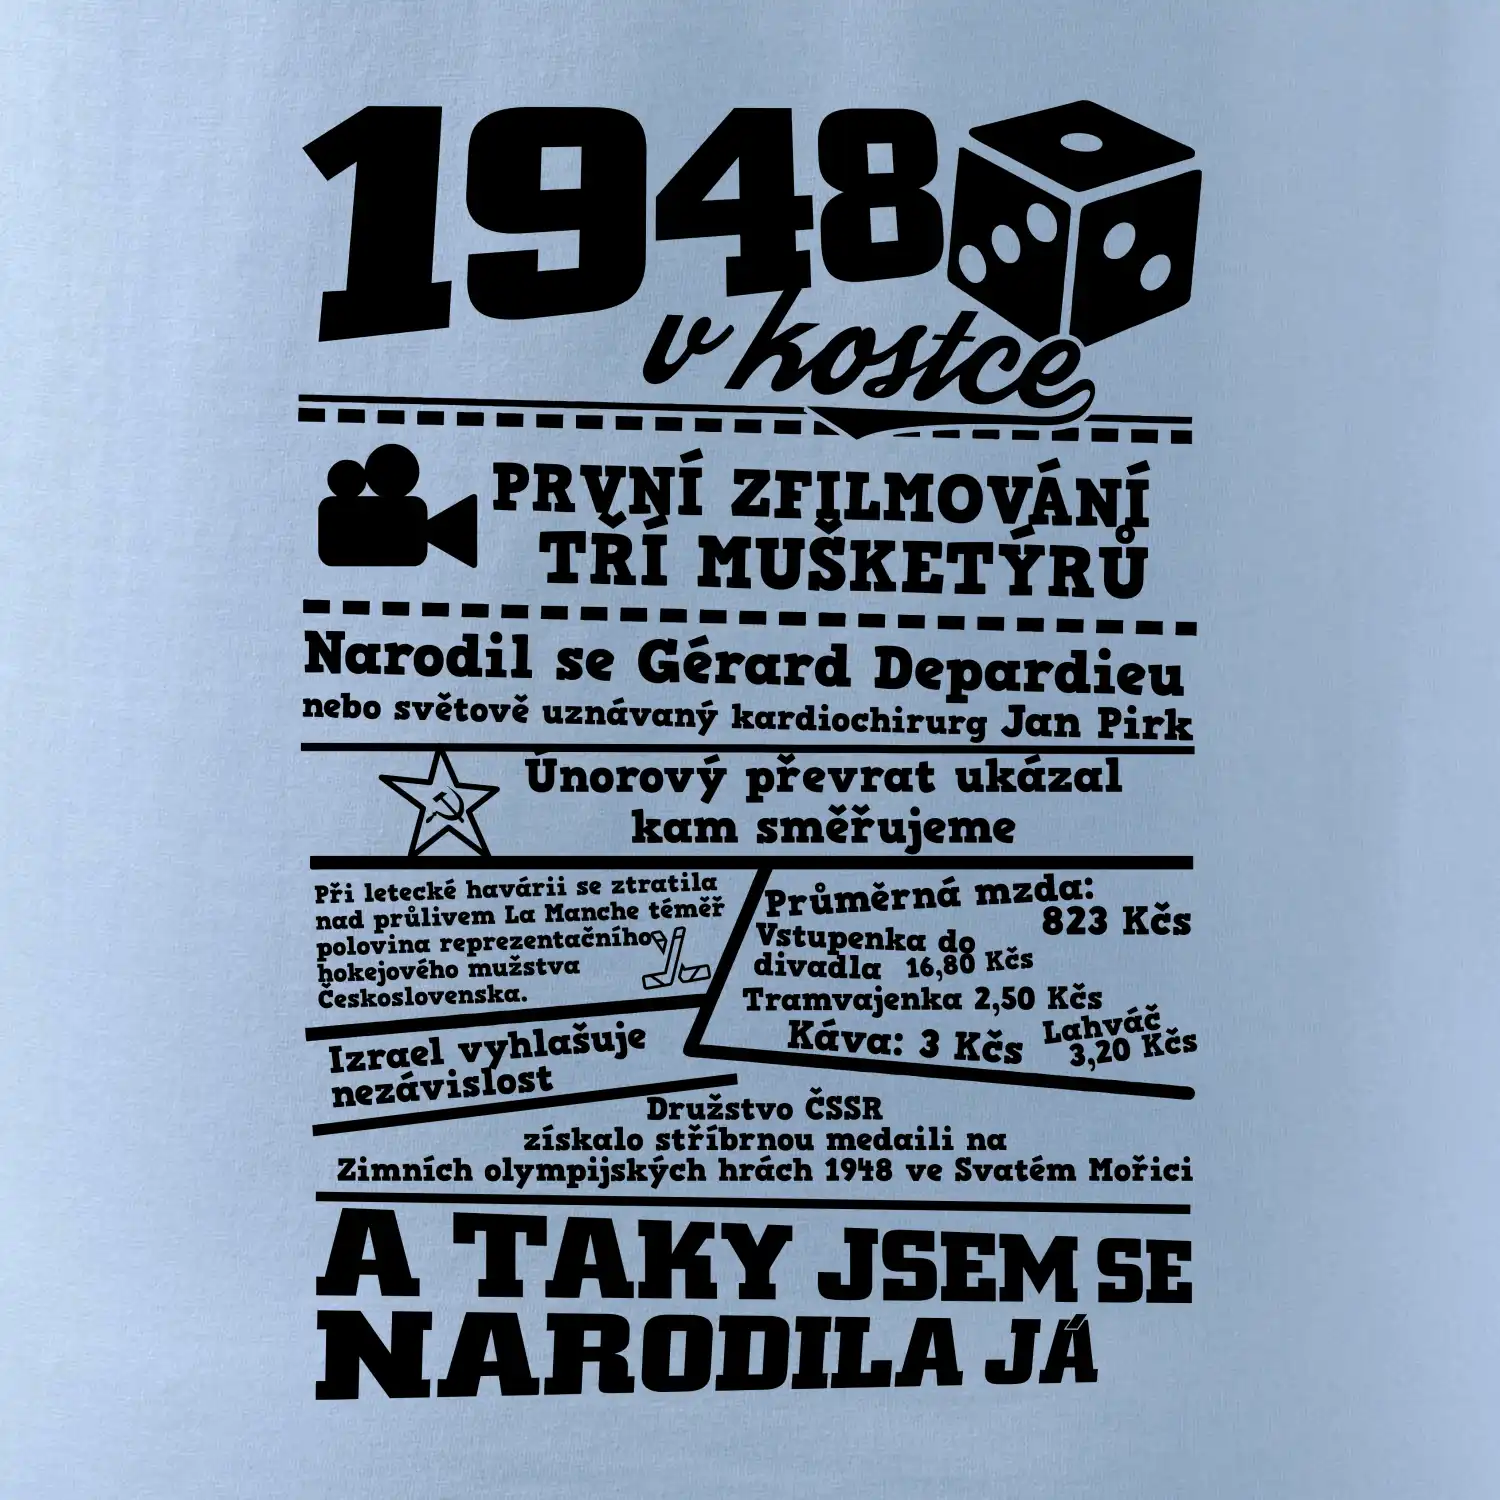 1948
v kostce
PRVNÍ ZFILMOVÁNÍ
TŘÍ MUŠKETÝRŮ
Narodil se Gérard Depardieu
nebo světově uznávaný kardiochirurg Jan Pirk
Únorový převrat ukázal
kam směřujeme
Při letecké havárii se ztratila
nad průlivem La Manche téměř
polovina reprezentačního
hokejového mužstva
Československa.
Průměrná mzda:
823 Kčs
Vstupenka do
divadla 16,80 Kčs
Tramvajenka 2,50 Kčs
Káva: 3 Kčs
Lahváč
3,20 Kčs
Izrael vyhlašuje
nezávislost
Družstvo ČSSR
získalo stříbrnou medaili na
Zimních olympijských hrách 1948 ve Svatém Mořici
A TAKY JSEM SE
NARODILA JÁ